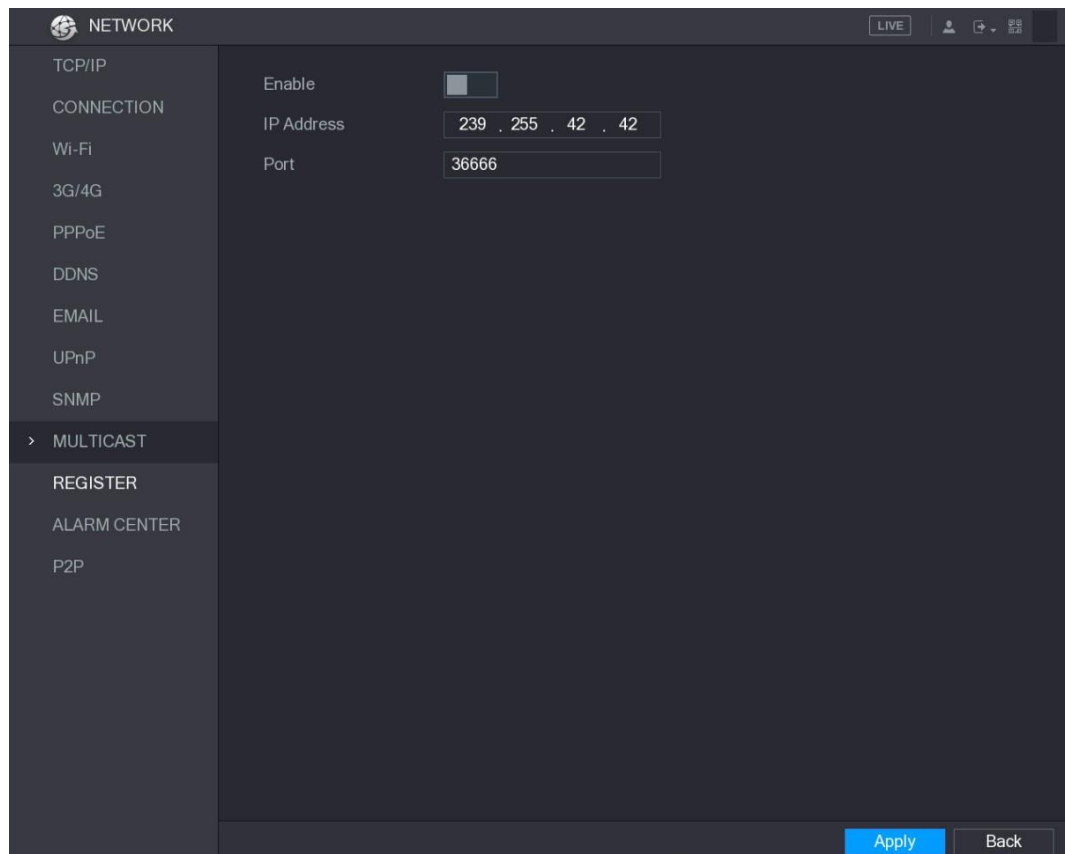 NETWORK
LIVE
TCP/IP
CONNECTION
Wi-Fi
3G/4G
PPPoE
DDNS
EMAIL
UPnP
SNMP
> MULTICAST
REGISTER
ALARM CENTER
P2P
Enable
IP Address 239 . 255 . 42 . 42
Port 36666
Apply Back